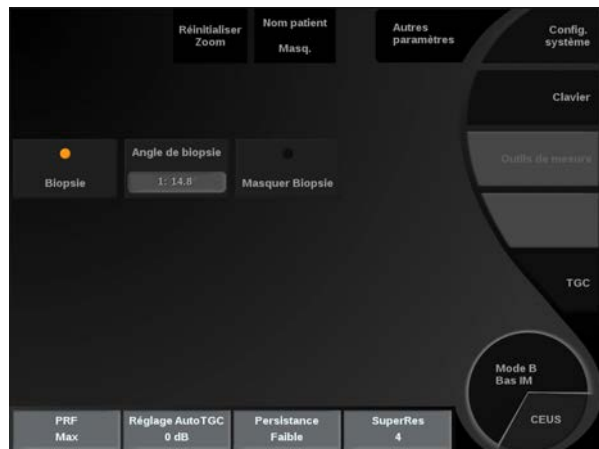 Réinitialiser
Zoom
Nom patient
Masq.
Autres
paramètres
Config.
système
Clavier
Biopsie
Angle de biopsie
1: 14.8
Masquer Biopsie
Outils de mesure
TGC
Mode B
Bas IM
CEUS
PRF
Max
Réglage AutoTGC
0 dB
Persistance
Faible
SuperRes
4